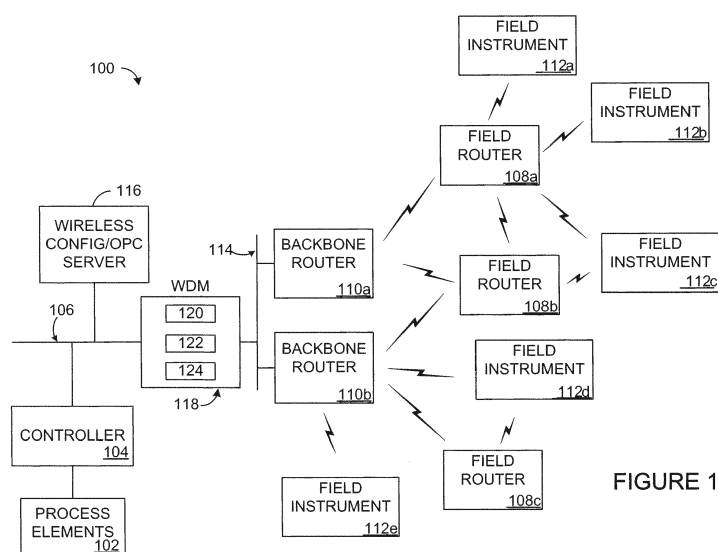 100
FIELD
INSTRUMENT
112a
FIELD
INSTRUMENT
112b
FIELD
ROUTER
108a
116
WIRELESS
CONFIG/OPC
SERVER
114
BACKBONE
ROUTER
110a
FIELD
INSTRUMENT
112c
FIELD
ROUTER
108b
106
WDM
120
122
124
118
BACKBONE
ROUTER
110b
FIELD
INSTRUMENT
112d
CONTROLLER
104
FIELD
ROUTER
108c
FIELD
INSTRUMENT
112e
PROCESS
ELEMENTS
102
FIGURE 1